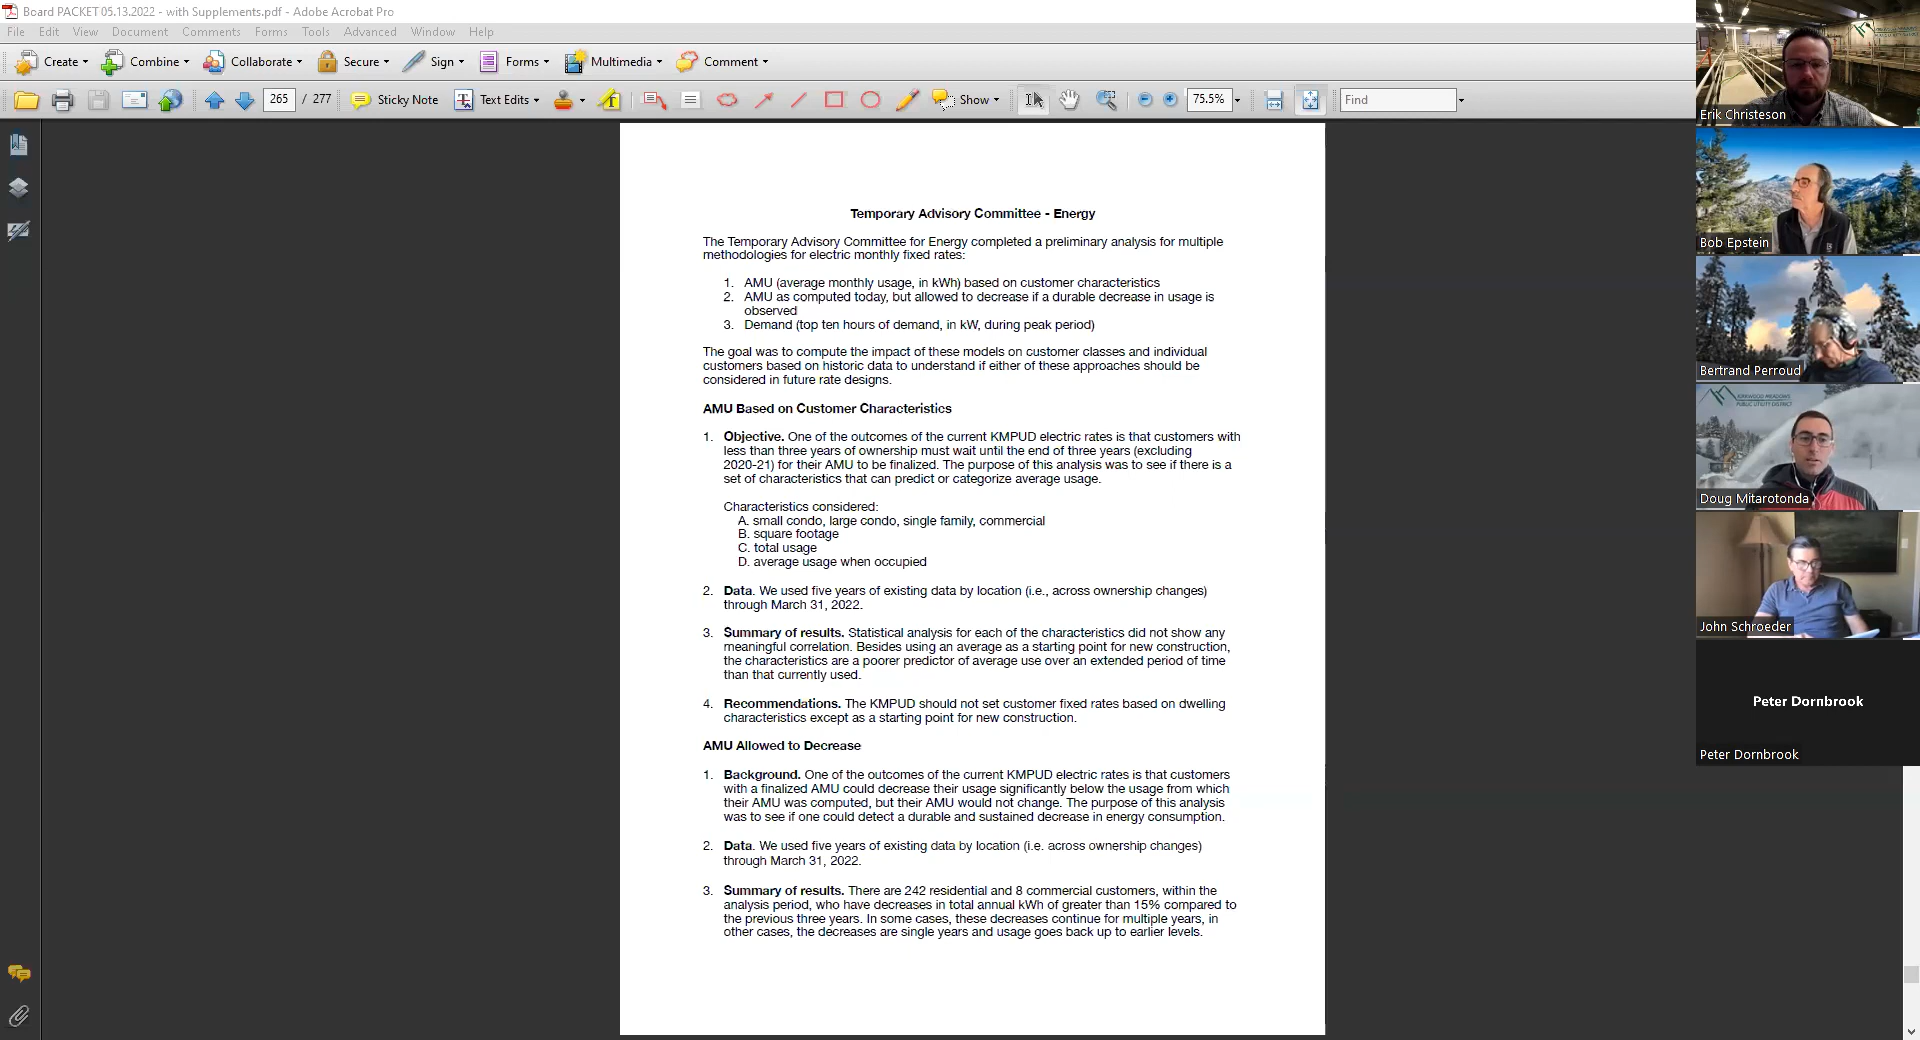 Board PACKET 05.13.2022 - with Supplements.pdf - Adobe Acrobat Pro
File Edit View Document Comments Forms Tools Advanced Window Help
Create Combine Collaborate Secure Sign Forms Multimedia Comment
265 / 277 Sticky Note Text Edits Show 75.5% Find
Temporary Advisory Committee - Energy
The Temporary Advisory Committee for Energy completed a preliminary analysis for multiple
methodologies for electric monthly fixed rates:
1. AMU (average monthly usage, in kWh) based on customer characteristics
2. AMU as computed today, but allowed to decrease if a durable decrease in usage is
observed
3. Demand (top ten hours of demand, in kW, during peak period)
The goal was to compute the impact of these models on customer classes and individual
customers based on historic data to understand if either of these approaches should be
considered in future rate designs.
AMU Based on Customer Characteristics
1. Objective. One of the outcomes of the current KMPUD electric rates is that customers with
less than three years of ownership must wait until the end of three years (excluding
2020-21) for their AMU to be finalized. The purpose of this analysis was to see if there is a
set of characteristics that can predict or categorize average usage.
Characteristics considered:
A. small condo, large condo, single family, commercial
B. square footage
C. total usage
D. average usage when occupied
2. Data. We used five years of existing data by location (i.e., across ownership changes)
through March 31, 2022.
3. Summary of results. Statistical analysis for each of the characteristics did not show any
meaningful correlation. Besides using an average as a starting point for new construction,
the characteristics are a poorer predictor of average use over an extended period of time
than that currently used.
4. Recommendations. The KMPUD should not set customer fixed rates based on dwelling
characteristics except as a starting point for new construction.
AMU Allowed to Decrease
1. Background. One of the outcomes of the current KMPUD electric rates is that customers
with a finalized AMU could decrease their usage significantly below the usage from which
their AMU was computed, but their AMU would not change. The purpose of this analysis
was to see if one could detect a durable and sustained decrease in energy consumption.
2. Data. We used five years of existing data by location (i.e. across ownership changes)
through March 31, 2022.
3. Summary of results. There are 242 residential and 8 commercial customers, within the
analysis period, who have decreases in total annual kWh of greater than 15% compared to
the previous three years. In some cases, these decreases continue for multiple years, in
other cases, the decreases are single years and usage goes back up to earlier levels.
Erik Christeson
Bob Epstein
Bertrand Perroud
KIRKWOOD MEADOWS
PUBLIC UTILITY DISTRICT
Doug Mitarotonda
John Schroeder
Peter Dornbrook
Peter Dornbrook